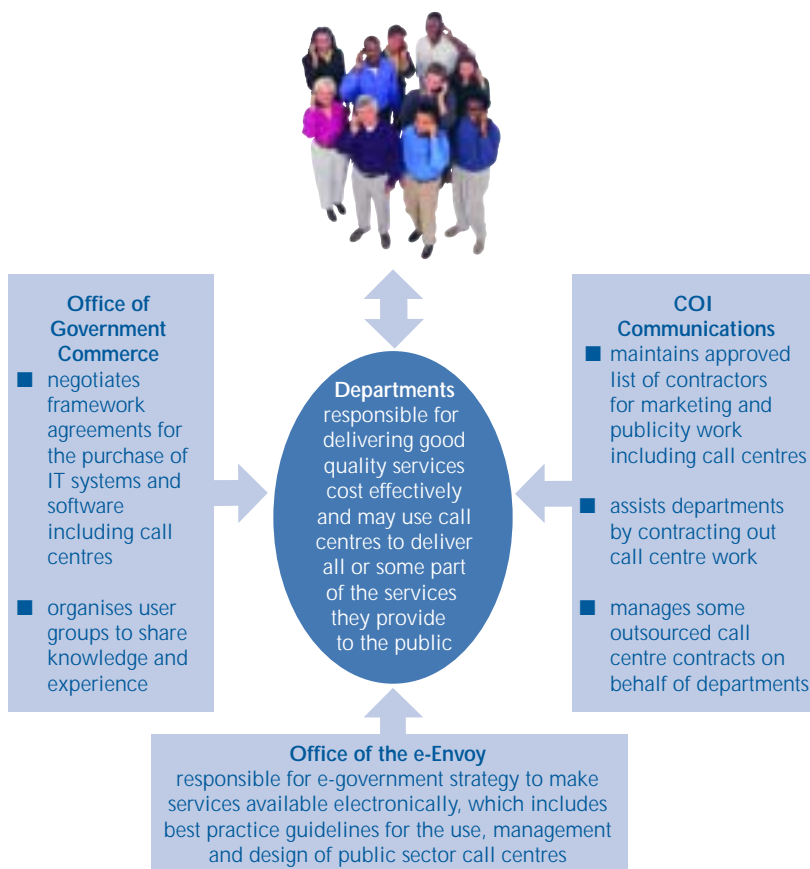 Office of
Government
Commerce
■ negotiates
framework
agreements for
the purchase of
IT systems and
software
including call
centres
■ organises user
groups to share
knowledge and
experience
Departments
responsible for
delivering good
quality services
cost effectively
and may use call
centres to deliver
all or some part
of the services
they provide
to the public
COI
Communications
■ maintains approved
list of contractors
for marketing and
publicity work
including call centres
■ assists departments
by contracting out
call centre work
■ manages some
outsourced call
centre contracts on
behalf of departments
Office of the e-Envoy
responsible for e-government strategy to make
services available electronically, which includes
best practice guidelines for the use, management
and design of public sector call centres